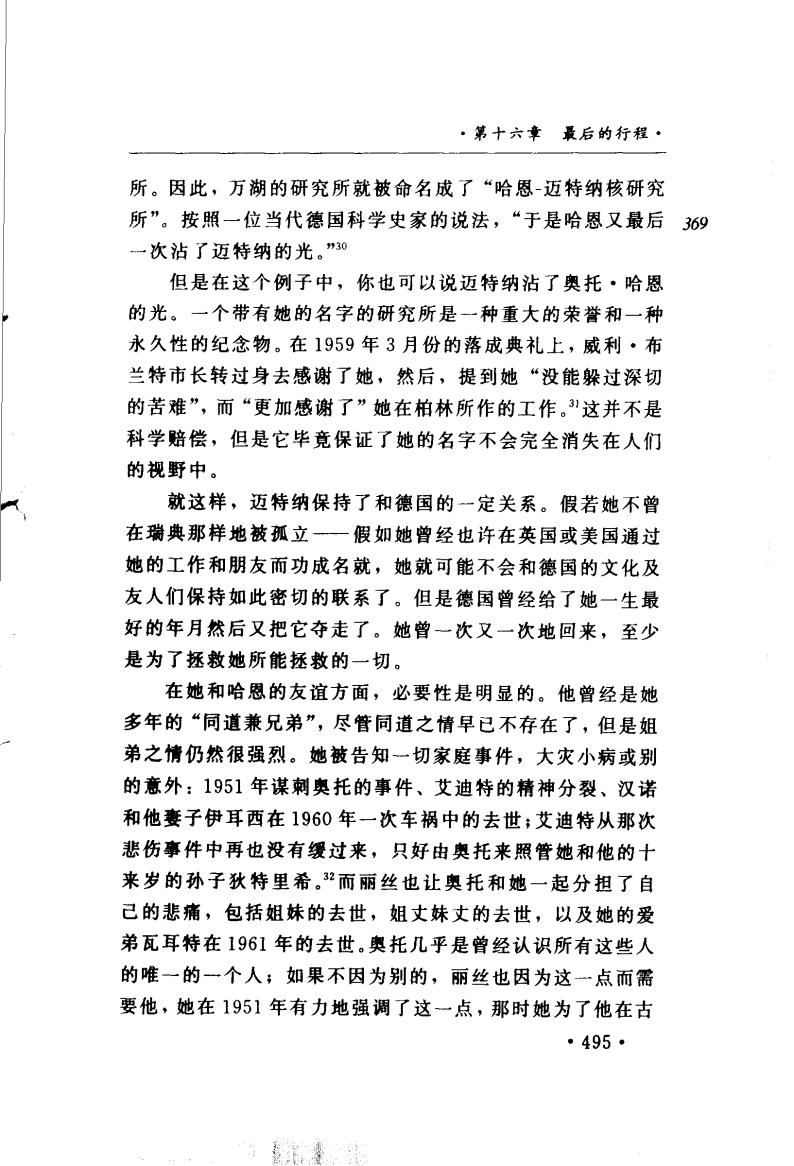 ·第十六章　最后的行程·
所。因此，万湖的研究所就被命名成了“哈恩-迈特纳核研究
所”。按照一位当代德国科学史家的说法，“于是哈恩又最后 369
一次沾了迈特纳的光。”30
但是在这个例子中，你也可以说迈特纳沾了奥托·哈恩
的光。一个带有她的名字的研究所是一种重大的荣誉和一种
永久性的纪念物。在 1959 年 3 月份的落成典礼上，威利·布
兰特市长转过身去感谢了她，然后，提到她“没能躲过深切
的苦难”，而“更加感谢了”她在柏林所作的工作。31这并不是
科学赔偿，但是它毕竟保证了她的名字不会完全消失在人们
的视野中。
就这样，迈特纳保持了和德国的一定关系。假若她不曾
在瑞典那样地被孤立——假如她曾经也许在英国或美国通过
她的工作和朋友而功成名就，她就可能不会和德国的文化及
友人们保持如此密切的联系了。但是德国曾经给了她一生最
好的年月然后又把它夺走了。她曾一次又一次地回来，至少
是为了拯救她所能拯救的一切。
在她和哈恩的友谊方面，必要性是明显的。他曾经是她
多年的“同道兼兄弟”，尽管同道之情早已不存在了，但是姐
弟之情仍然很强烈。她被告知一切家庭事件，大灾小病或别
的意外：1951 年谋刺奥托的事件、艾迪特的精神分裂、汉诺
和他妻子伊耳西在 1960 年一次车祸中的去世；艾迪特从那次
悲伤事件中再也没有缓过来，只好由奥托来照管她和他的十
来岁的孙子狄特里希。32而丽丝也让奥托和她一起分担了自
己的悲痛，包括姐妹的去世，姐丈妹丈的去世，以及她的爱
弟瓦耳特在 1961 年的去世。奥托几乎是曾经认识所有这些人
的唯一的一个人；如果不因为别的，丽丝也因为这一点而需
要他，她在 1951 年有力地强调了这一点，那时她为了他在古
·495·